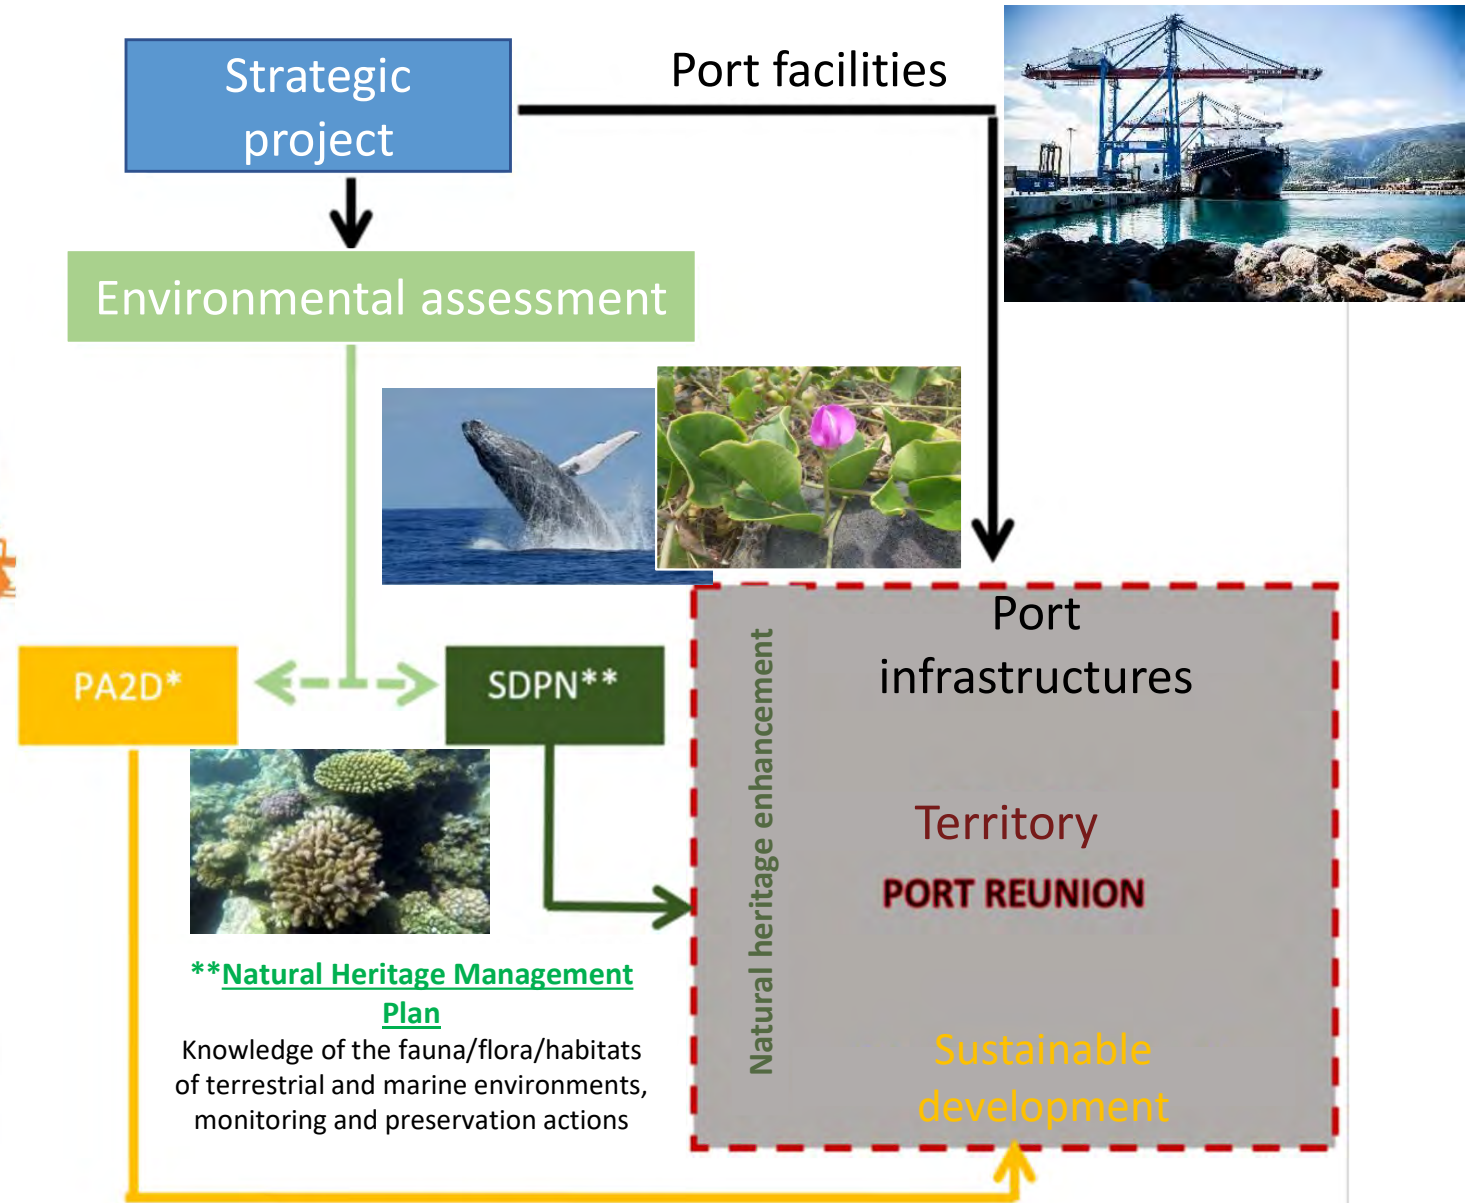 Strategic
project
Port facilities
Environmental assessment
PA2D*
SDPN**
Natural heritage enhancement
Port
infrastructures
Territory
PORT REUNION
Sustainable
development
**Natural Heritage Management
Plan
Knowledge of the fauna/flora/habitats
of terrestrial and marine environments,
monitoring and preservation actions